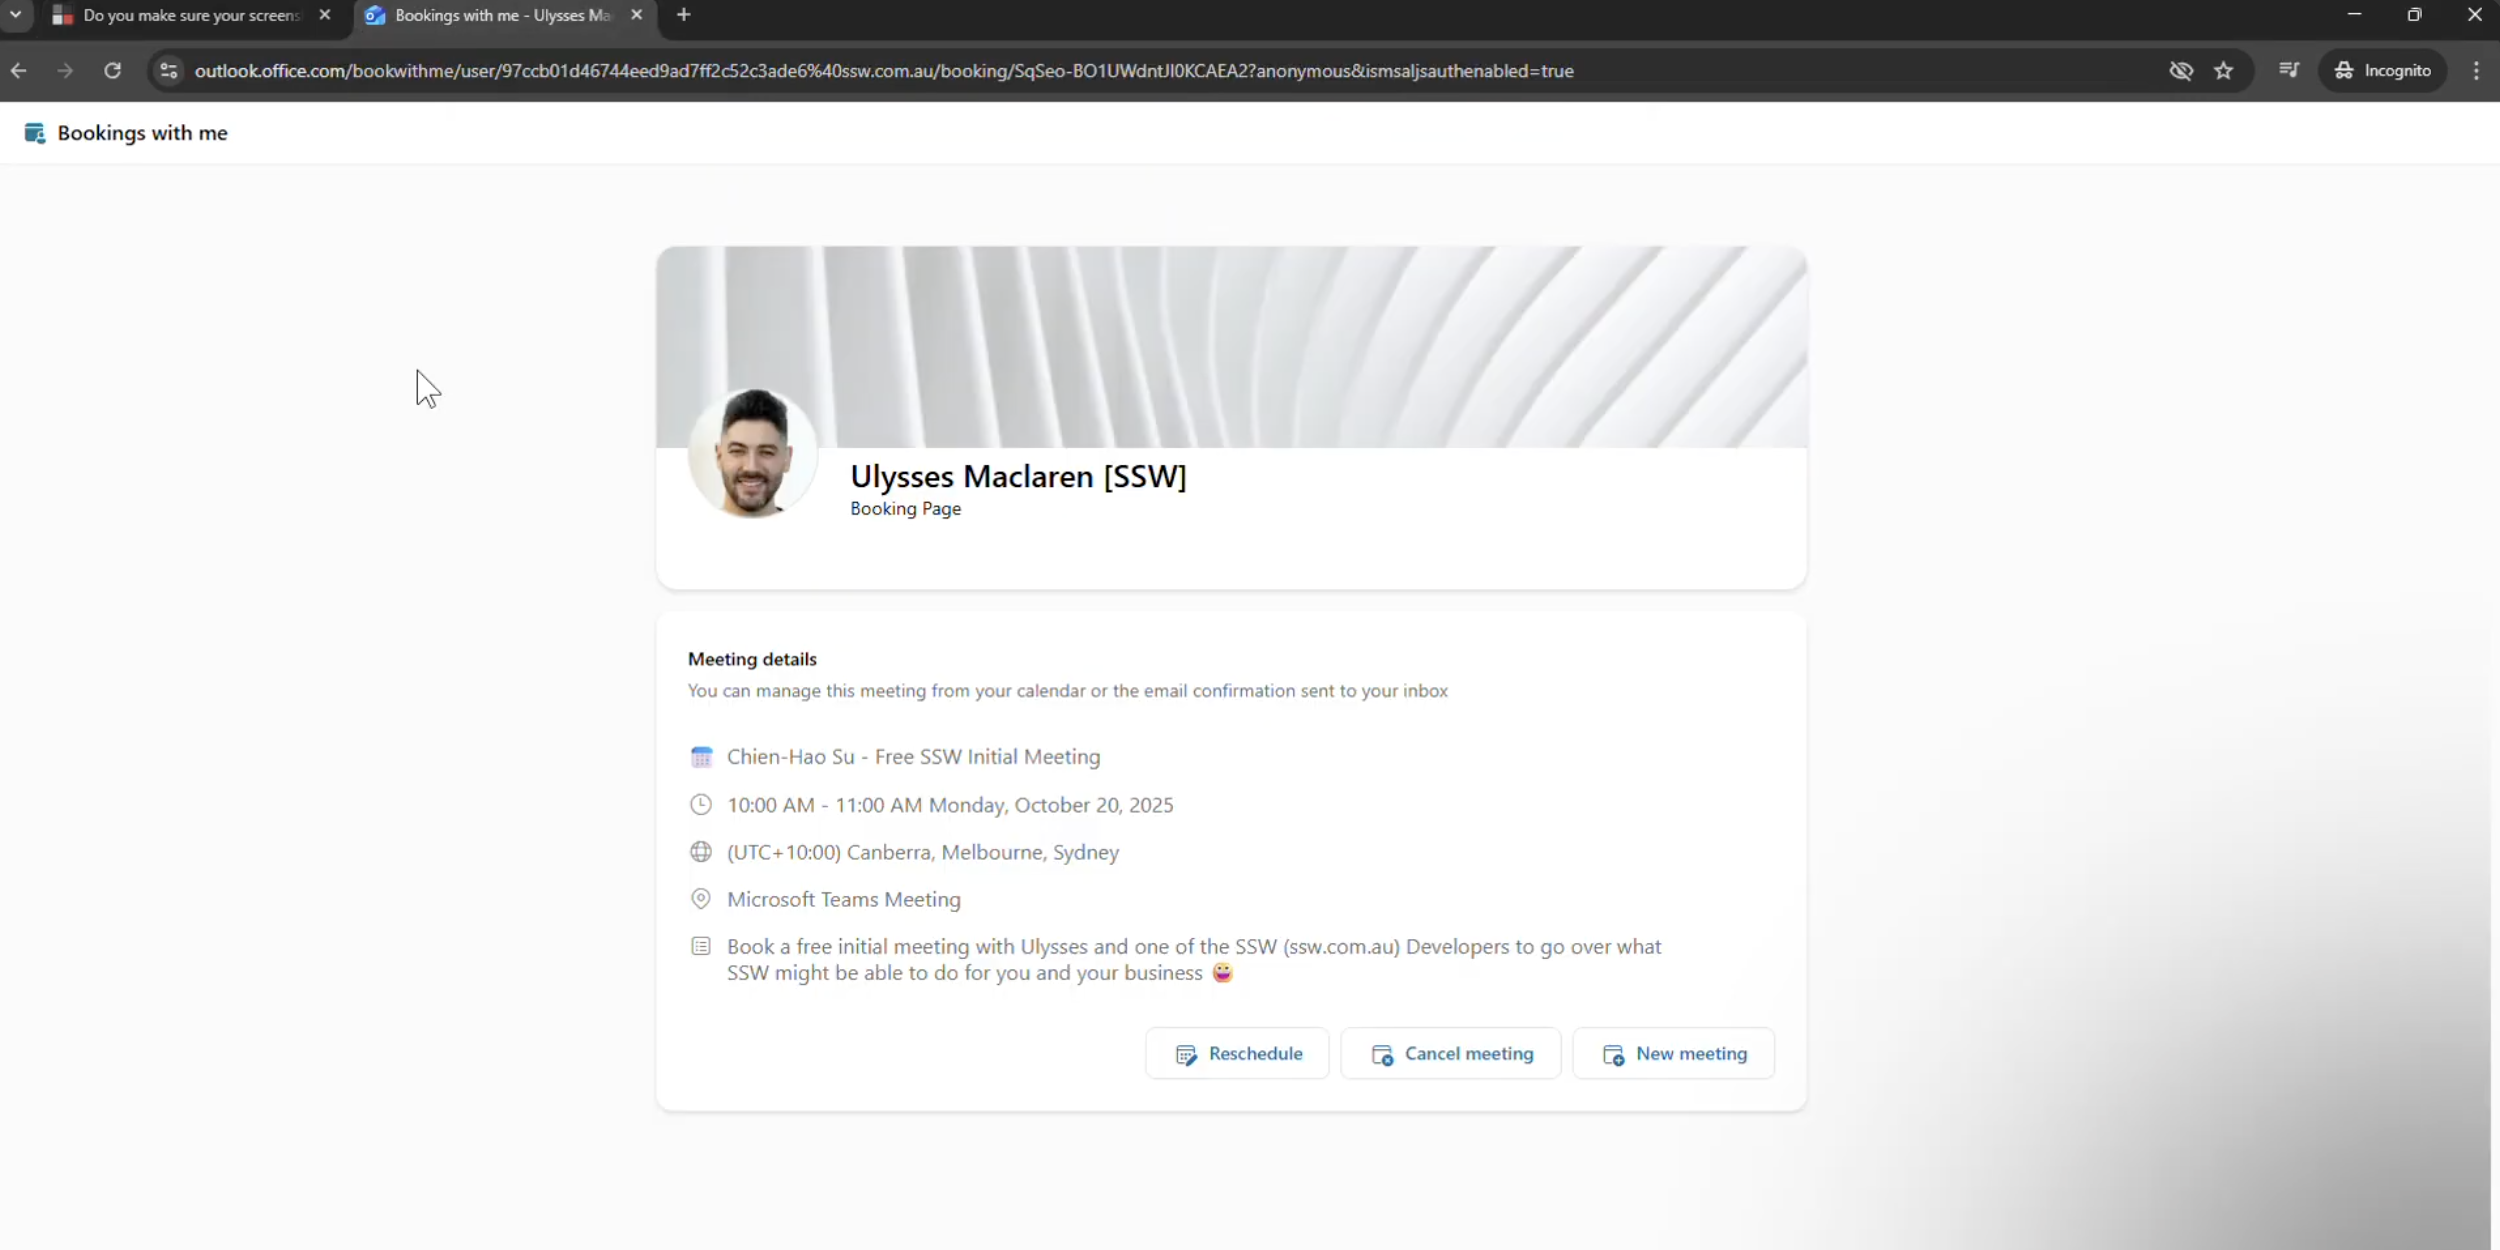 Do you make sure your screens
Bookings with me - Ulysses Ma
outlook.office.com/bookwithme/user/97ccb01d46744eed9ad7ff2c52c3ade6%40ssw.com.au/booking/SqSeo-BO1UWdntJI0KCAEA2?anonymous&ismsaljsauthenabled=true
Incognito
Bookings with me
Ulysses Maclaren [SSW]
Booking Page
Meeting details
You can manage this meeting from your calendar or the email confirmation sent to your inbox
Chien-Hao Su - Free SSW Initial Meeting
10:00 AM - 11:00 AM Monday, October 20, 2025
(UTC+10:00) Canberra, Melbourne, Sydney
Microsoft Teams Meeting
Book a free initial meeting with Ulysses and one of the SSW (ssw.com.au) Developers to go over what
SSW might be able to do for you and your business 😀
Reschedule
Cancel meeting
New meeting